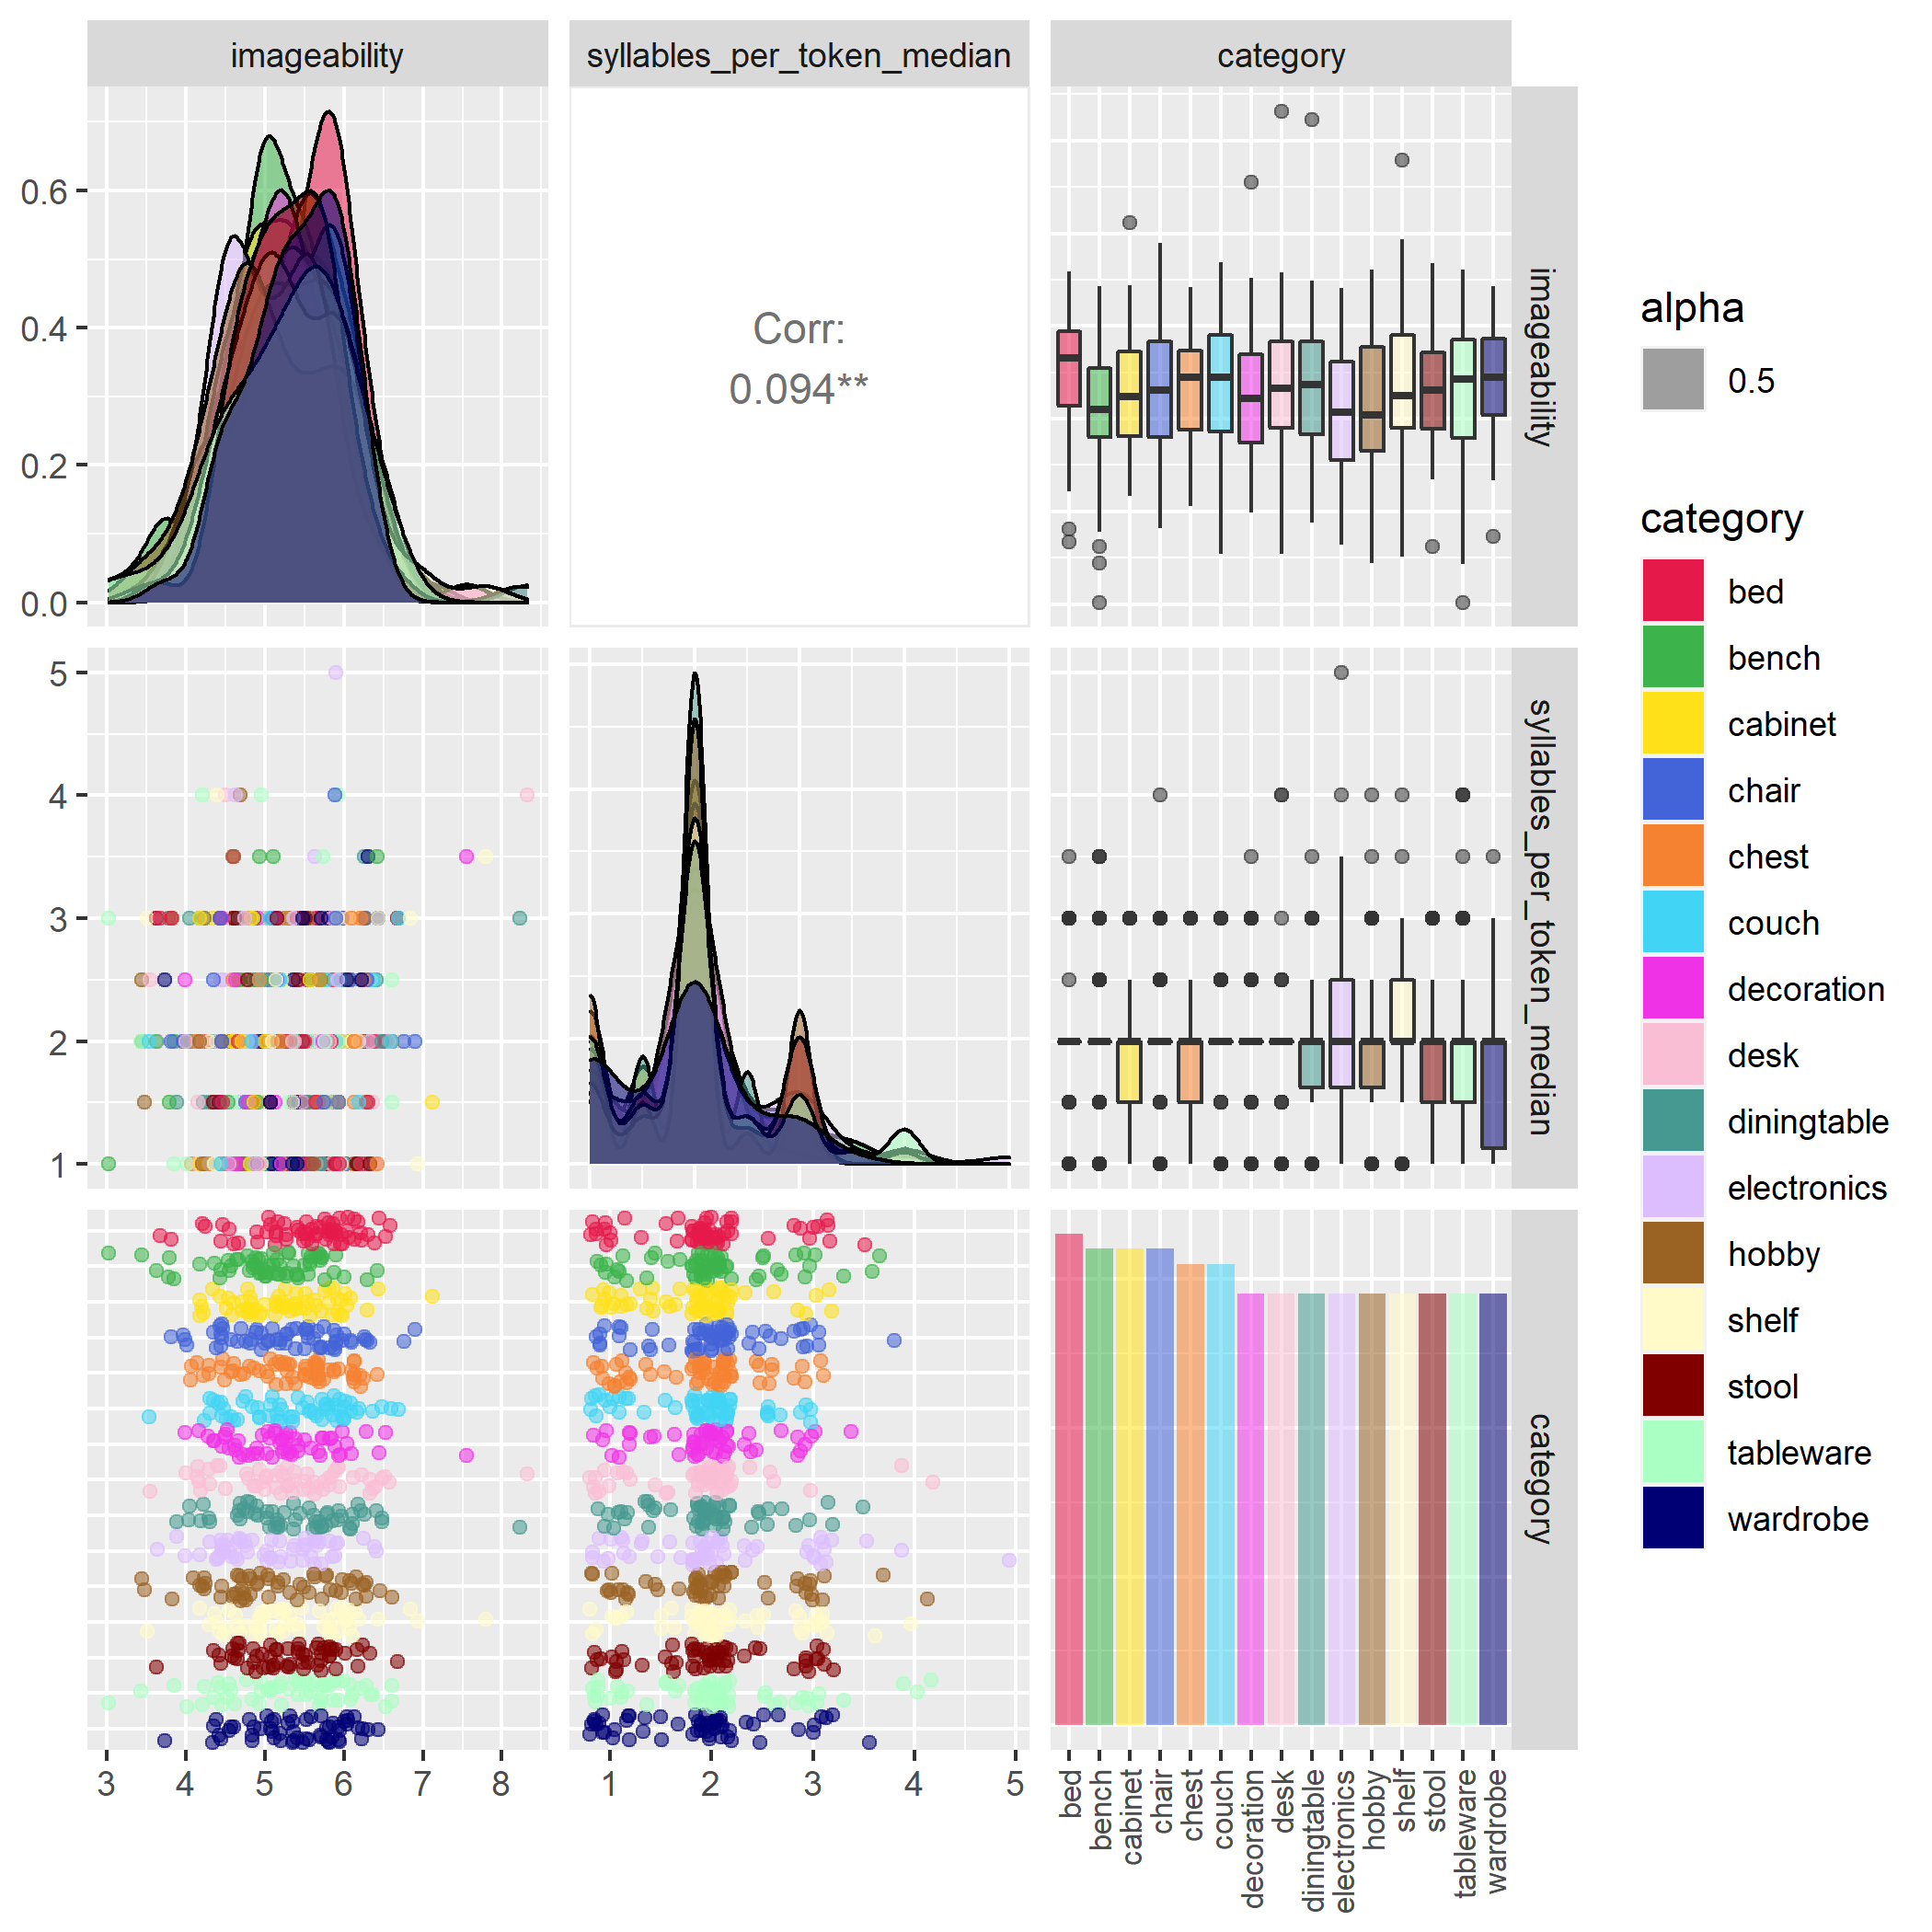 imageability
syllables_per_token_median
category
0.6
0.4
0.2
0.0
Corr:
0.094**
imageability
5
4
3
2
1
syllables_per_token_median
category
3 4 5 6 7 8
1 2 3 4 5
bed
bench
cabinet
chair
chest
couch
decoration
desk
diningtable
electronics
hobby
shelf
stool
tableware
wardrobe
alpha
0.5
category
bed
bench
cabinet
chair
chest
couch
decoration
desk
diningtable
electronics
hobby
shelf
stool
tableware
wardrobe